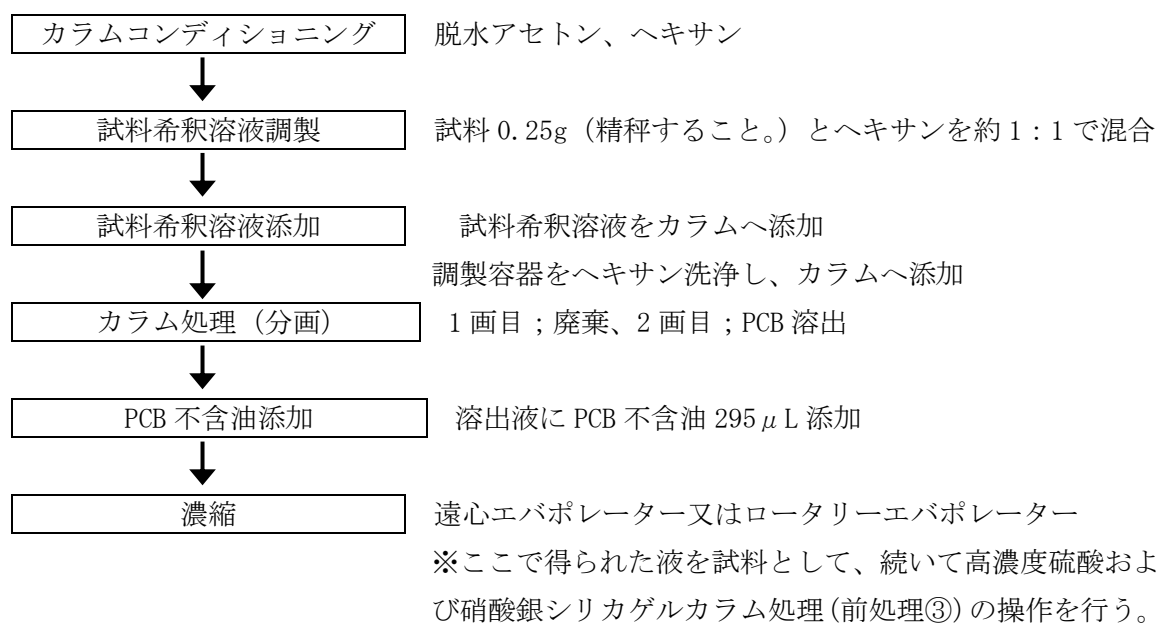 カラムコンディショニング 脱水アセトン、ヘキサン
試料希釈溶液調製 試料 0.25g（精秤すること。）とヘキサンを約 1：1 で混合
試料希釈溶液添加 試料希釈溶液をカラムへ添加
調製容器をヘキサン洗浄し、カラムへ添加
カラム処理（分画） 1 画目；廃棄、2 画目；PCB 溶出
PCB 不含油添加 溶出液に PCB 不含油 295μL 添加
濃縮 遠心エバポレーター又はロータリーエバポレーター
※ここで得られた液を試料として、続いて高濃度硫酸およ
び硝酸銀シリカゲルカラム処理(前処理③)の操作を行う。